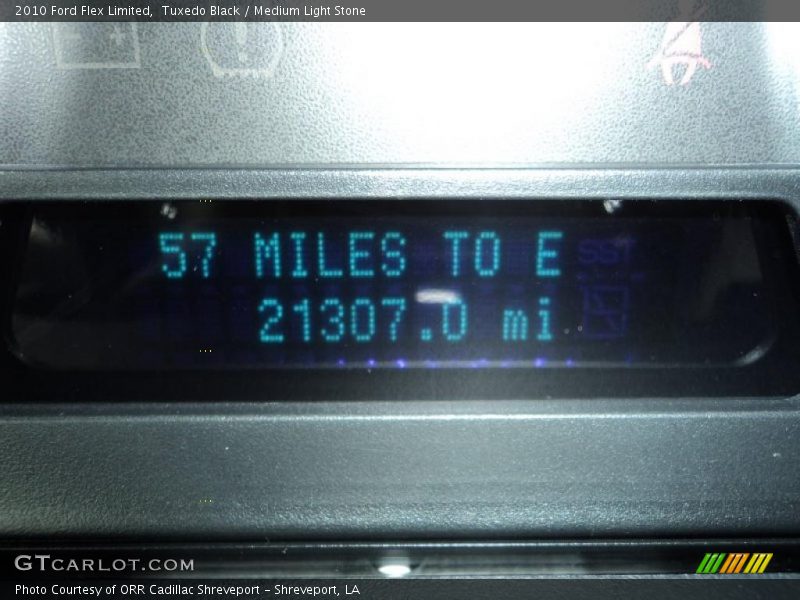 2010 Ford Flex Limited,  Tuxedo Black / Medium Light Stone
57 MILES TO E
21307.0 mi
GTCARLOT.COM
Photo Courtesy of ORR Cadillac Shreveport - Shreveport, LA